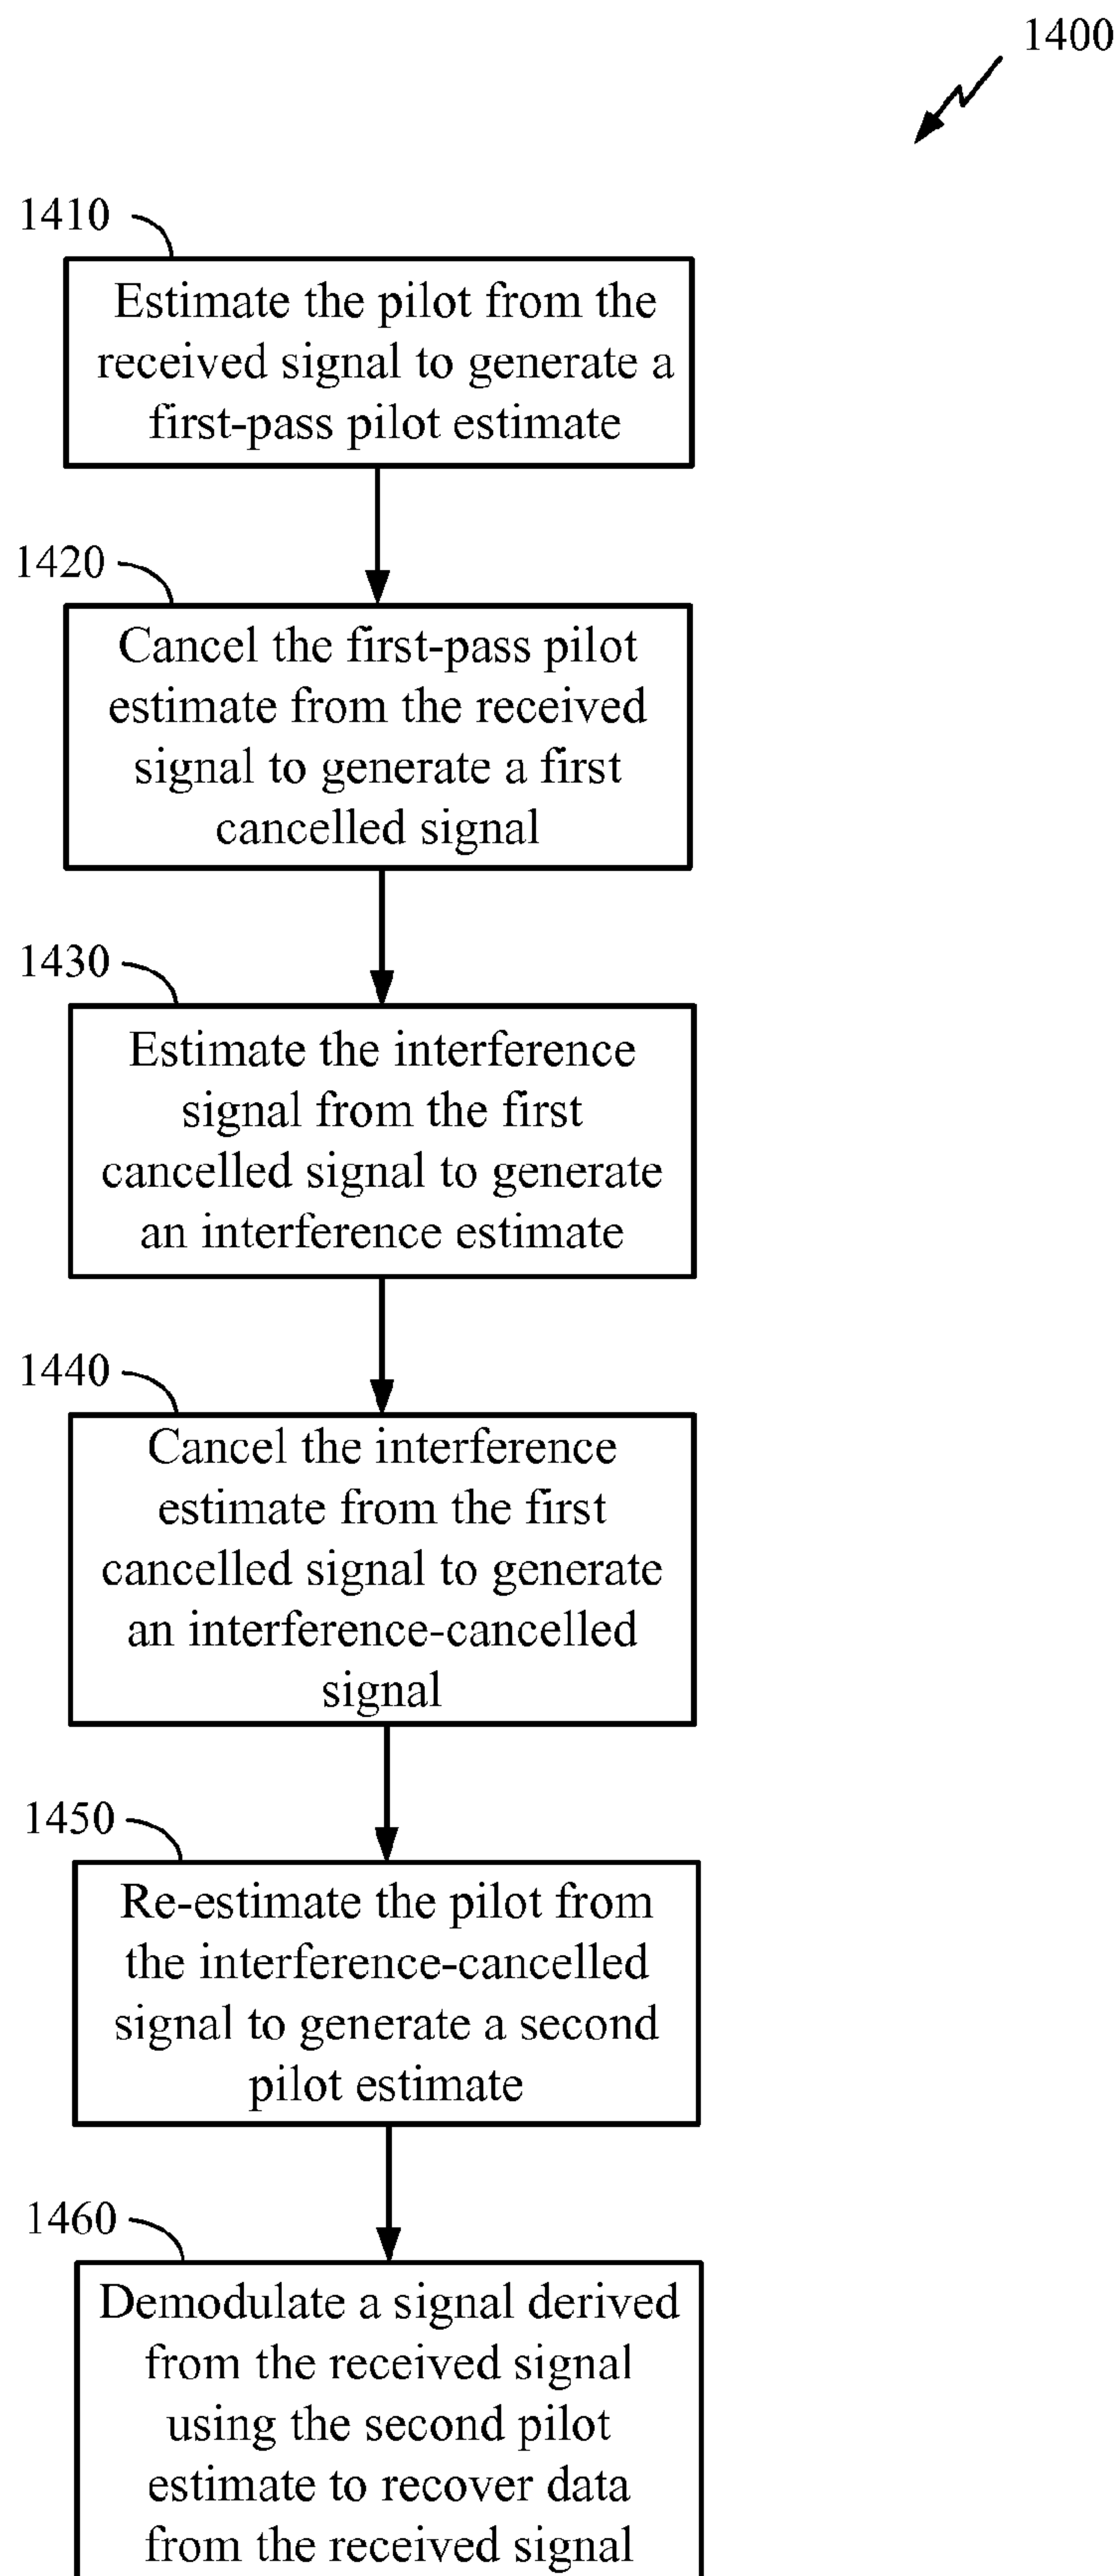 1400
1410
Estimate the pilot from the
received signal to generate a
first-pass pilot estimate
1420
Cancel the first-pass pilot
estimate from the received
signal to generate a first
cancelled signal
1430
Estimate the interference
signal from the first
cancelled signal to generate
an interference estimate
1440
Cancel the interference
estimate from the first
cancelled signal to generate
an interference-cancelled
signal
1450
Re-estimate the pilot from
the interference-cancelled
signal to generate a second
pilot estimate
1460
Demodulate a signal derived
from the received signal
using the second pilot
estimate to recover data
from the received signal